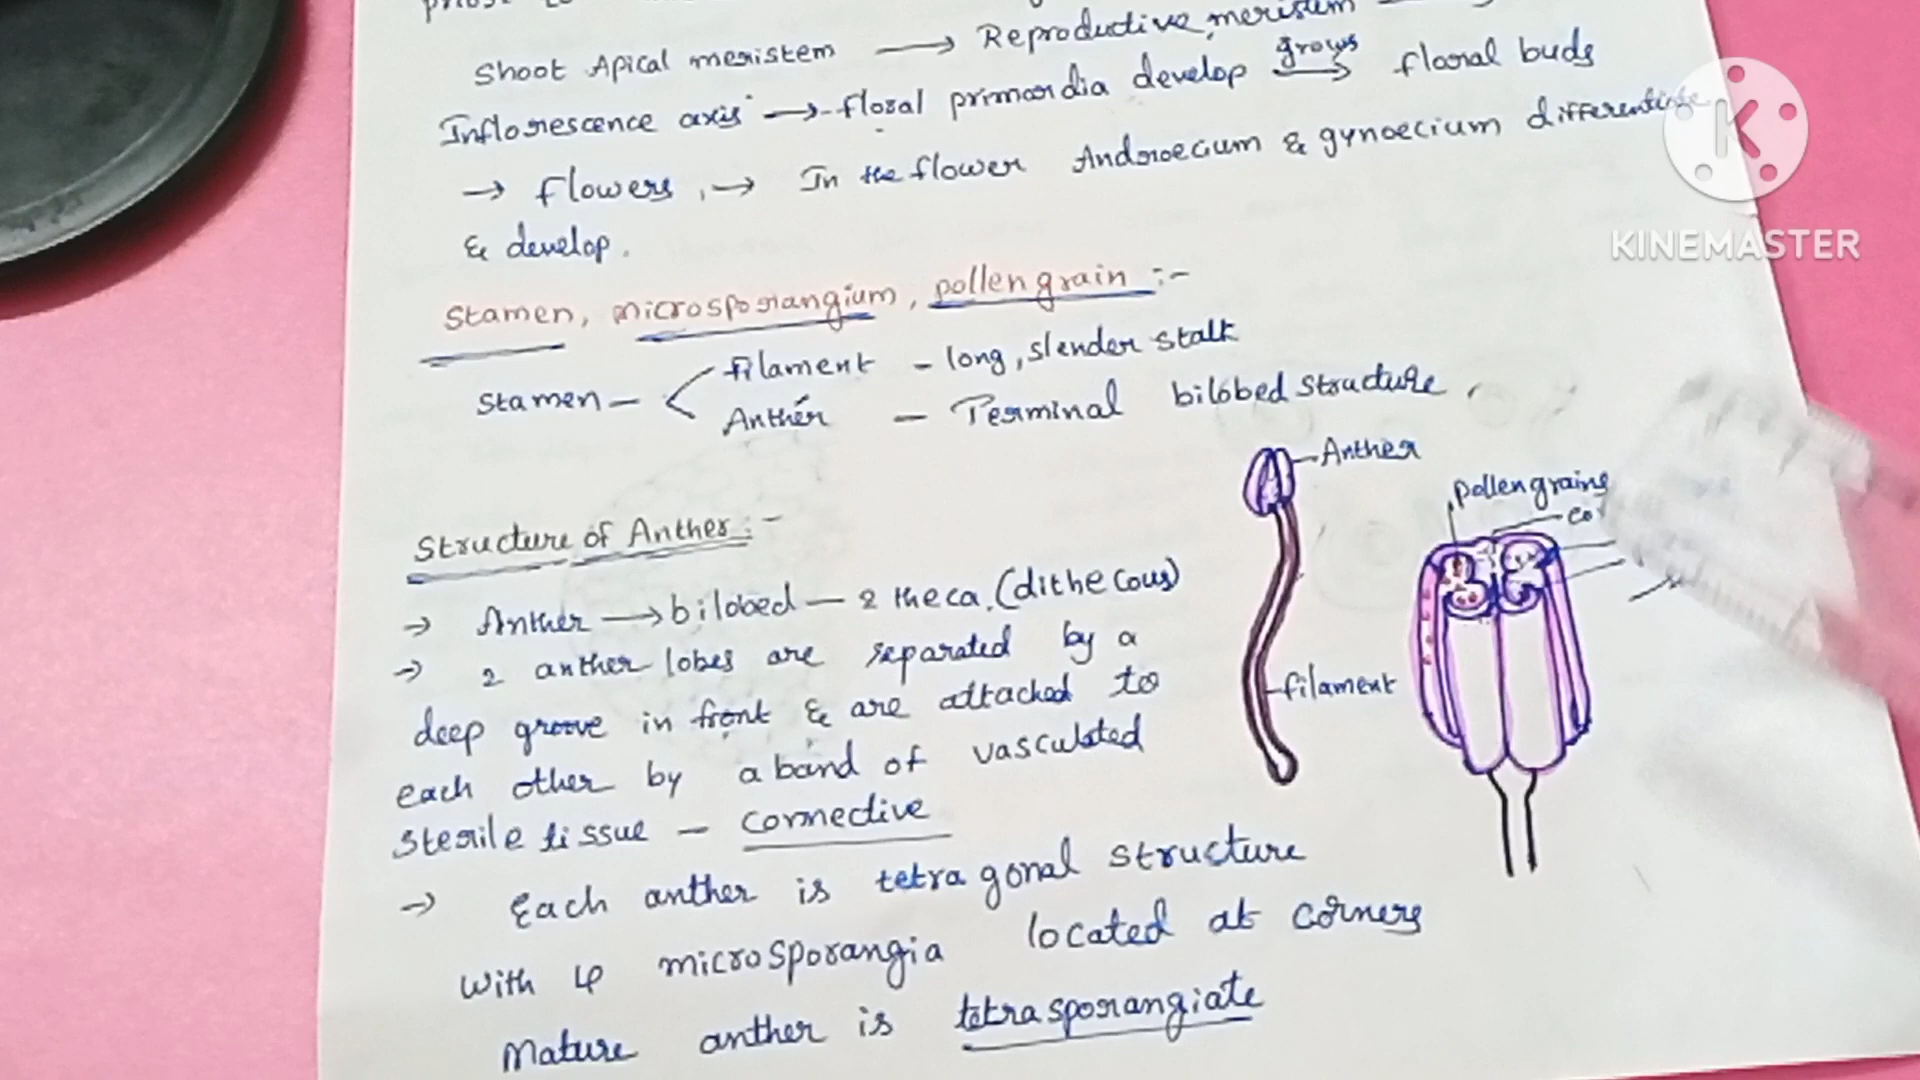 Shoot Apical meristem → Reproductive meristem
Inflorescence axis → floral primordia develop grows → floral buds
→ flowers, → In the flower Androecium & gynoecium differentiate
& develop.
Stamen, microsporangium, pollengrain :-
Stamen – filament – long, slender stalk
Anther – Terminal bilobed structure
Anther
pollengrains
co
Structure of Anther :-
→ Anther → bilobed – 2 theca. (dithecous)
→ 2 anther lobes are separated by a
deep groove in front & are attached to
filament
each other by a band of vasculated
sterile tissue – connective
→ Each anther is tetragonal structure
with 4 microsporangia located at corners
Mature anther is tetrasporangiate
K
KINEMASTER